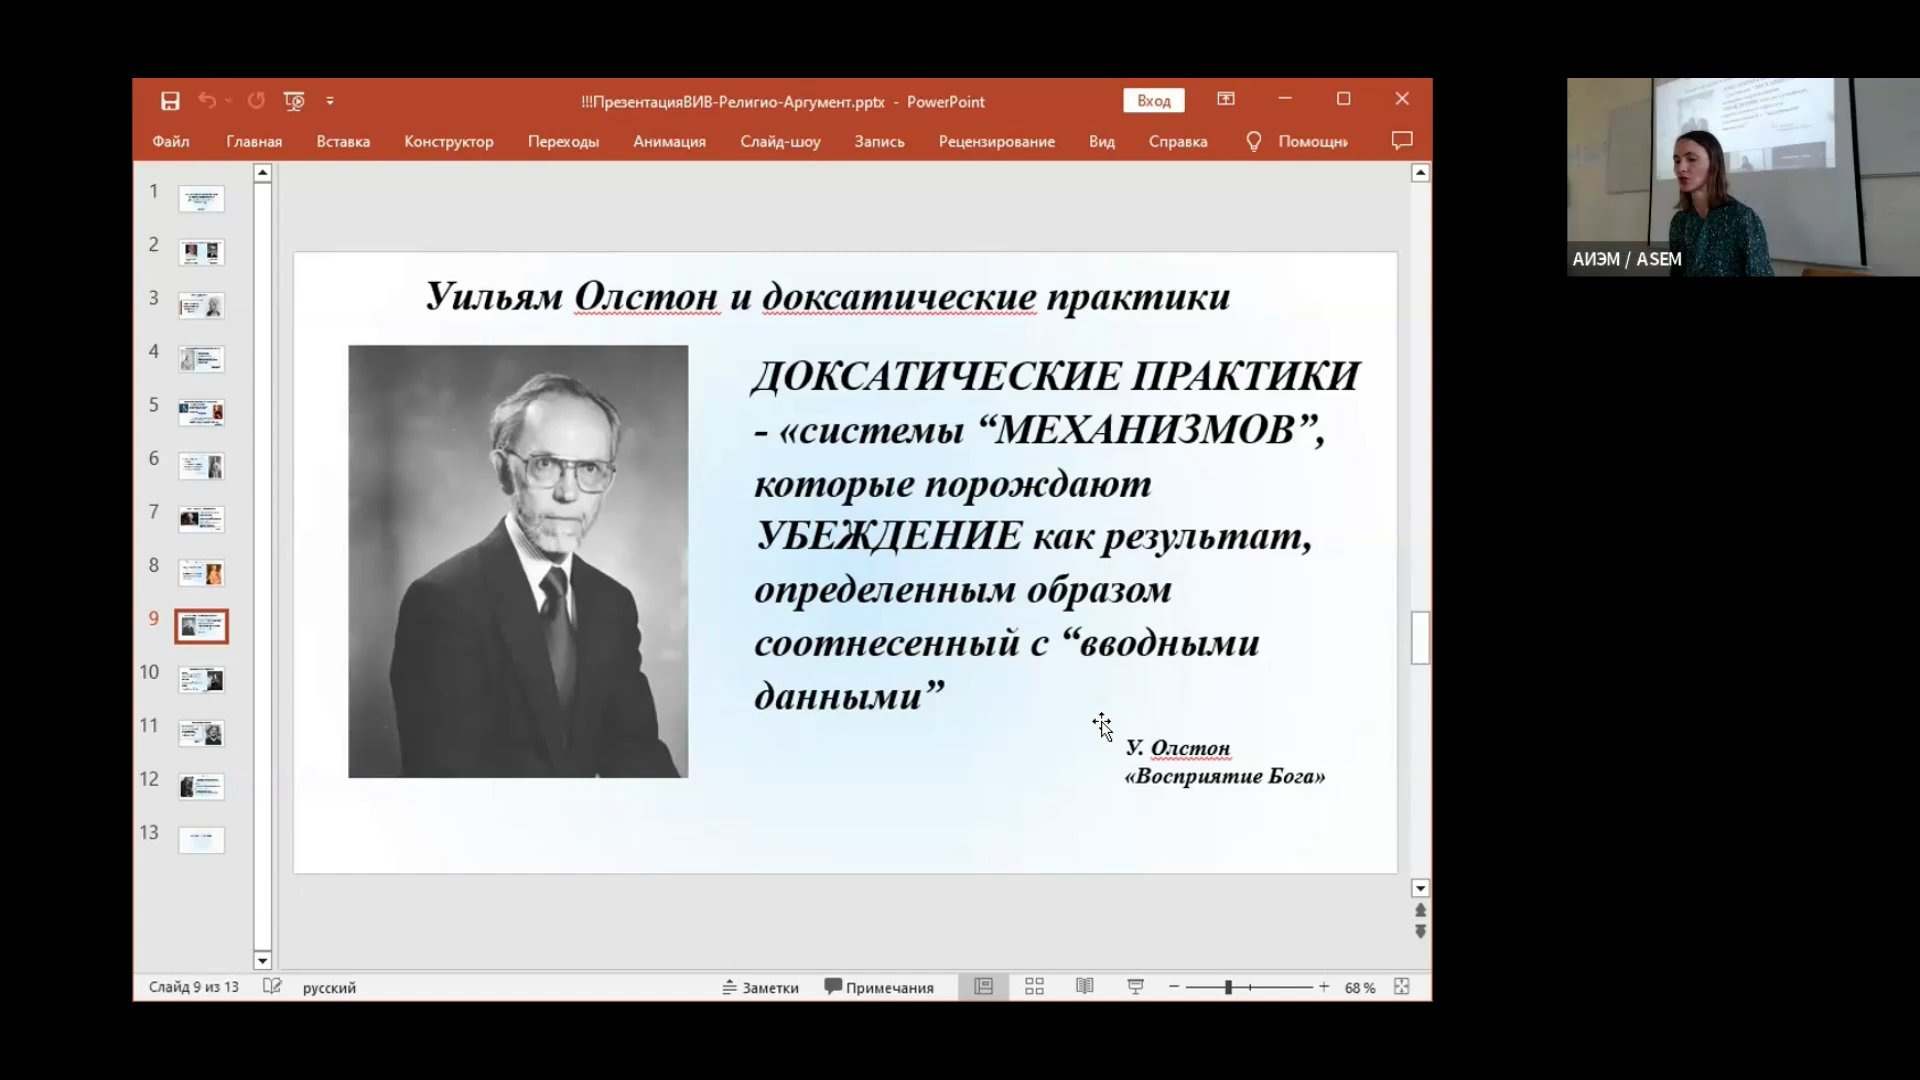 !!!ПрезентацияВИВ-Религио-Аргумент.pptx - PowerPoint
Вход
Файл Главная Вставка Конструктор Переходы Анимация Слайд-шоу Запись Рецензирование Вид Справка Помощни
1
2
3
4
5
6
7
8
9
10
11
12
13
Уильям Олстон и доксатические практики
ДОКСАТИЧЕСКИЕ ПРАКТИКИ
- «системы “МЕХАНИЗМОВ”,
которые порождают
УБЕЖДЕНИЕ как результат,
определенным образом
соотнесенный с “вводными
данными”
У. Олстон
«Восприятие Бога»
Слайд 9 из 13 русский Заметки Примечания 68 %
АИЭМ / ASEM